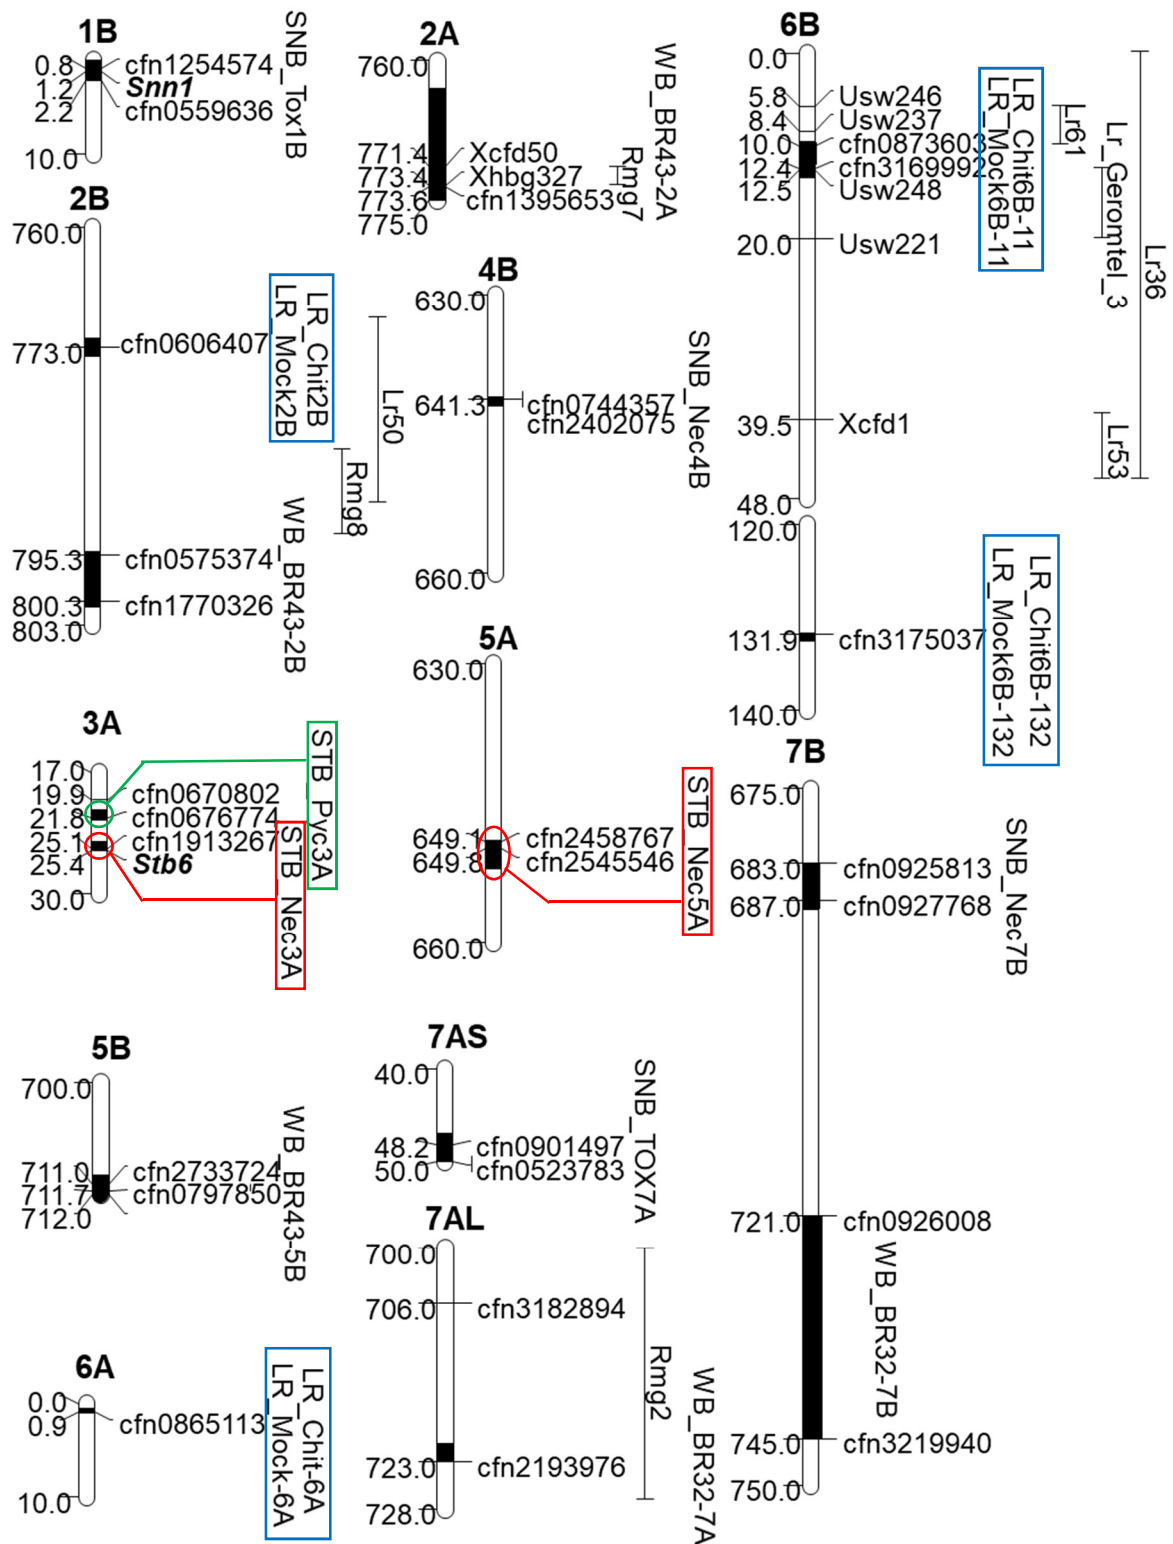 1B
0.8 cfn1254574
1.2 Snn1
2.2 cfn0559636
10.0
SNB_Tox1B
2A
760.0
771.4 Xcfd50
773.4 Xhbg327
773.6 cfn1395653
775.0
Rmg7
WB_BR43-2A
6B
0.0
5.8 Usw246
8.4 Usw237
10.0 cfn0873603
12.4 cfn3169992
12.5 Usw248
20.0 Usw221
39.5 Xcfd1
48.0
LR_Chit6B-11
LR_Mock6B-11
Lr61
Lr_Geromtel_3
Lr36
Lr53
120.0
131.9 cfn3175037
140.0
LR_Chit6B-132
LR_Mock6B-132
2B
760.0
773.0 cfn0606407
795.3 cfn0575374
800.3 cfn1770326
803.0
LR_Chit2B
LR_Mock2B
Lr50
Rmg8
WB_BR43-2B
4B
630.0
641.3 cfn0744357
cfn2402075
660.0
SNB_Nec4B
3A
17.0
19.9 cfn0670802
21.8 cfn0676774
25.1 cfn1913267
25.4 Stb6
30.0
STB_Pyc3A
STB_Nec3A
5A
630.0
649.1 cfn2458767
649.8 cfn2545546
660.0
STB_Nec5A
7B
675.0
683.0 cfn0925813
687.0 cfn0927768
721.0 cfn0926008
745.0 cfn3219940
750.0
SNB_Nec7B
WB_BR32-7B
5B
700.0
711.0 cfn2733724
711.7 cfn0797850
712.0
WB_BR43-5B
7AS
40.0
48.2 cfn0901497
50.0 cfn0523783
SNB_TOX7A
7AL
700.0
706.0 cfn3182894
723.0 cfn2193976
728.0
Rmg2
WB_BR32-7A
6A
0.0
0.9 cfn0865113
10.0
LR_Chit-6A
LR_Mock-6A